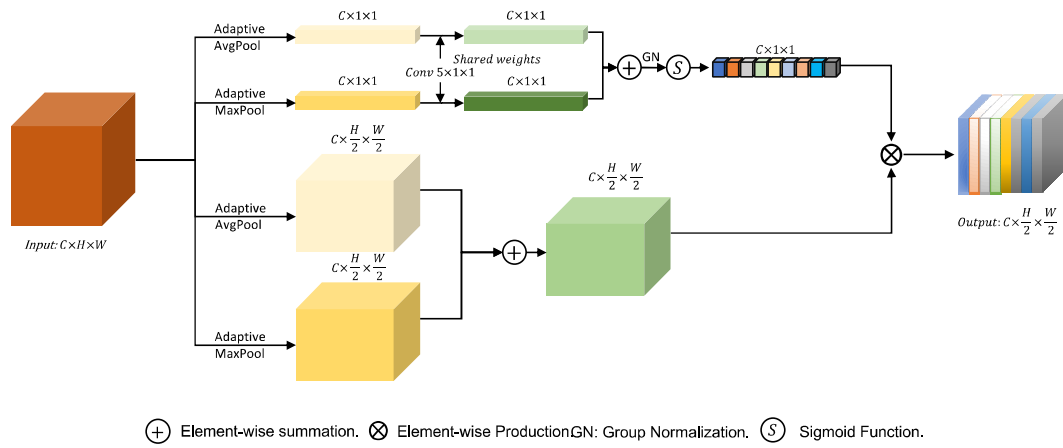 Adaptive
AvgPool
C×1×1
C×1×1
Shared weights
Conv 5×1×1
Adaptive
MaxPool
C×1×1
C×1×1
GN
S
C×1×1
Input: C×H×W
Adaptive
AvgPool
C×H/2×W/2
C×H/2×W/2
Adaptive
MaxPool
C×H/2×W/2
Output: C×H/2×W/2
Element-wise summation.
Element-wise Production.
GN: Group Normalization.
S
Sigmoid Function.